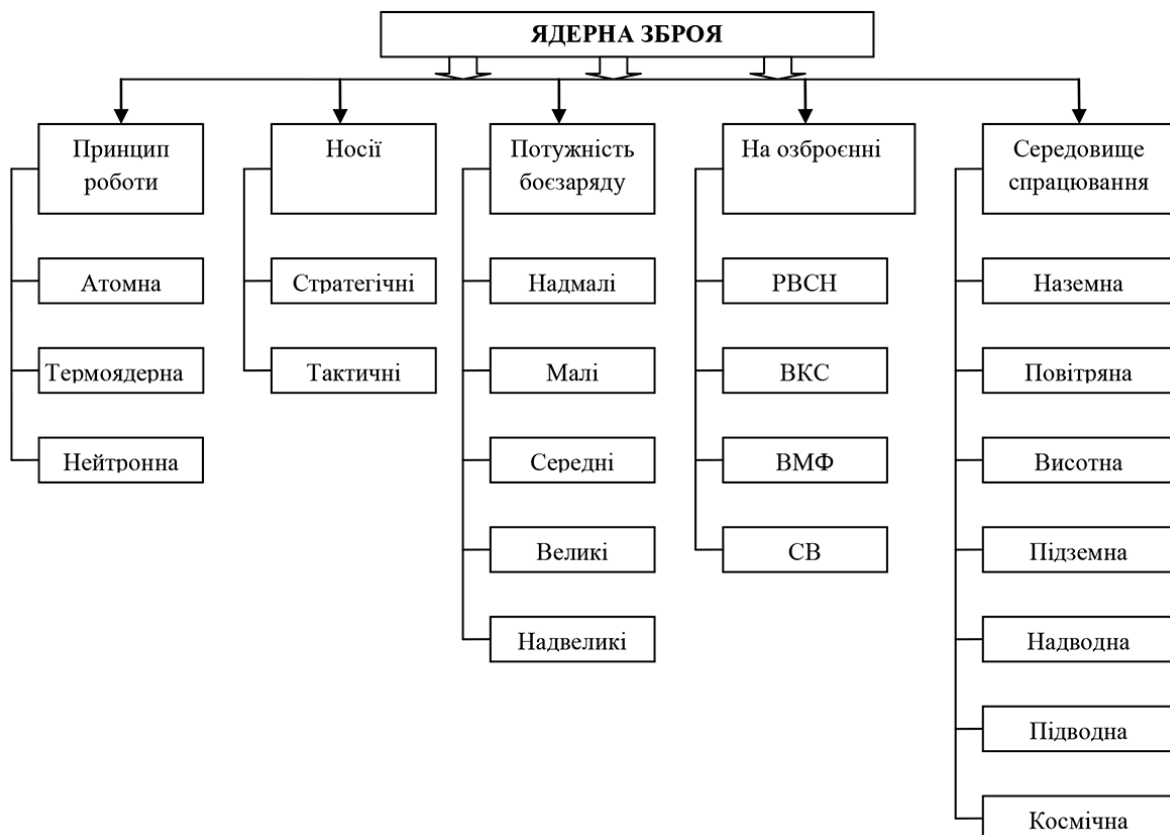 ЯДЕРНА ЗБРОЯ
Принцип
роботи
Атомна
Термоядерна
Нейтронна
Носії
Стратегічні
Тактичні
Потужність
боєзаряду
Надмалі
Малі
Середні
Великі
Надвеликі
На озброєнні
РВСН
ВКС
ВМФ
СВ
Середовище
спрацювання
Наземна
Повітряна
Висотна
Підземна
Надводна
Підводна
Космічна